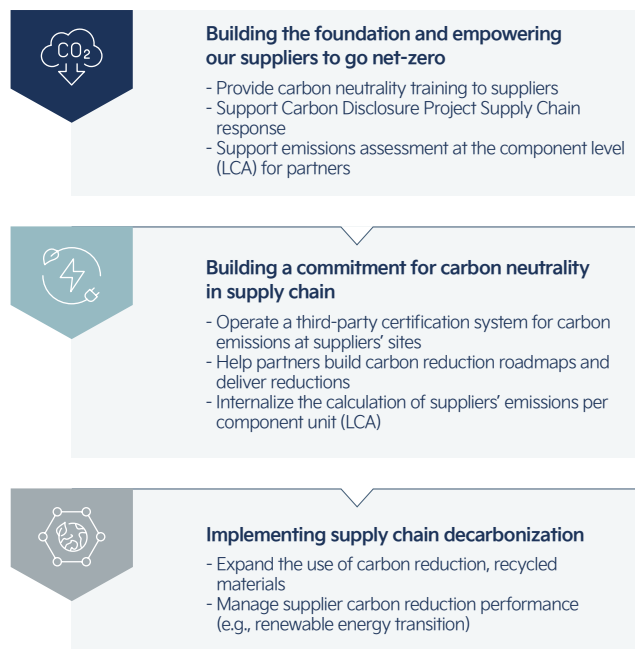 CO2
Building the foundation and empowering
our suppliers to go net-zero
- Provide carbon neutrality training to suppliers
- Support Carbon Disclosure Project Supply Chain
response
- Support emissions assessment at the component level
(LCA) for partners
Building a commitment for carbon neutrality
in supply chain
- Operate a third-party certification system for carbon
emissions at suppliers' sites
- Help partners build carbon reduction roadmaps and
deliver reductions
- Internalize the calculation of suppliers' emissions per
component unit (LCA)
Implementing supply chain decarbonization
- Expand the use of carbon reduction, recycled
materials
- Manage supplier carbon reduction performance
(e.g., renewable energy transition)